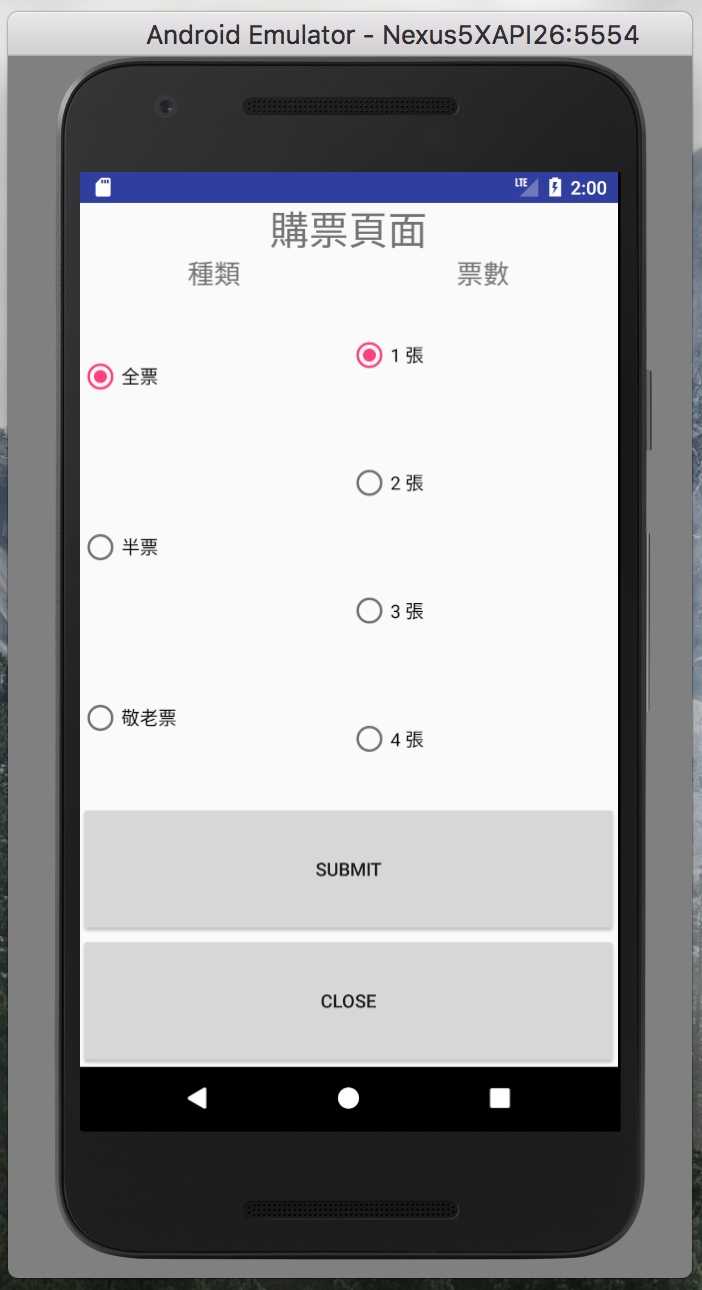 Android Emulator - Nexus5XAPI26:5554
LTE 2:00
購票頁面
種類 票數
全票
半票
敬老票
1 張
2 張
3 張
4 張
SUBMIT
CLOSE